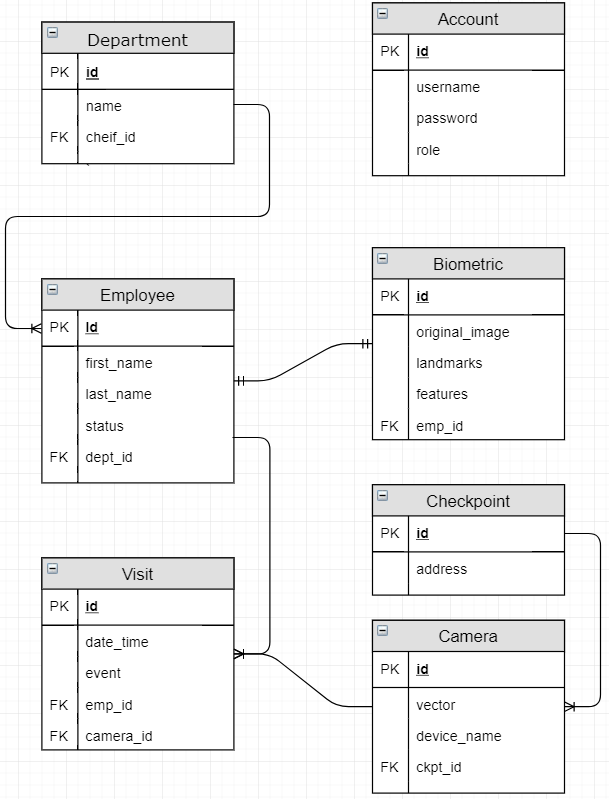 Department
PK id
name
FK cheif_id
Account
PK id
username
password
role
Employee
PK id
first_name
last_name
status
FK dept_id
Biometric
PK id
original_image
landmarks
features
FK emp_id
Checkpoint
PK id
address
Visit
PK id
date_time
event
FK emp_id
FK camera_id
Camera
PK id
vector
device_name
FK ckpt_id